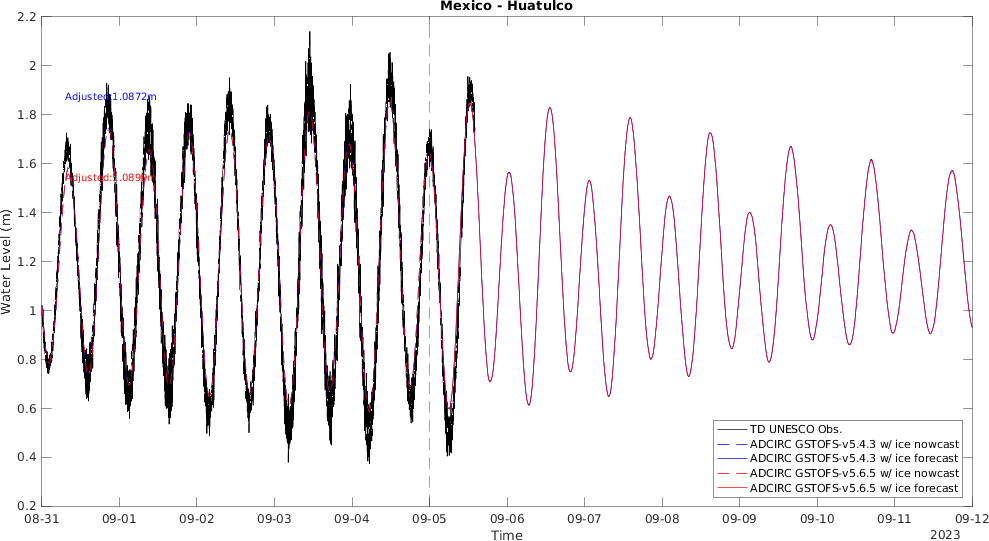 Mexico - Huatulco
2.2
2
1.8
1.6
1.4
1.2
1
0.8
0.6
0.4
0.2
Water Level (m)
Adjusted:1.0872m
Adjusted:1.0899m
TD UNESCO Obs.
ADCIRC GSTOFS-v5.4.3 w/ ice nowcast
ADCIRC GSTOFS-v5.4.3 w/ ice forecast
ADCIRC GSTOFS-v5.6.5 w/ ice nowcast
ADCIRC GSTOFS-v5.6.5 w/ ice forecast
08-31 09-01 09-02 09-03 09-04 09-05 09-06 09-07 09-08 09-09 09-10 09-11 09-12
Time
2023